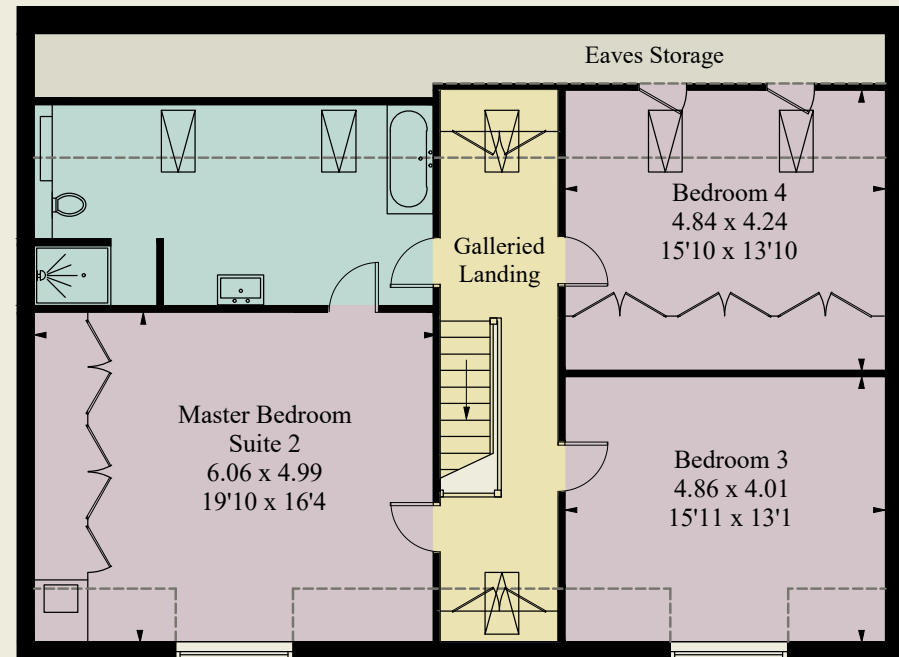 Eaves Storage
Bedroom 4
4.84 x 4.24
15'10 x 13'10
Galleried
Landing
Master Bedroom
Suite 2
6.06 x 4.99
19'10 x 16'4
Bedroom 3
4.86 x 4.01
15'11 x 13'1